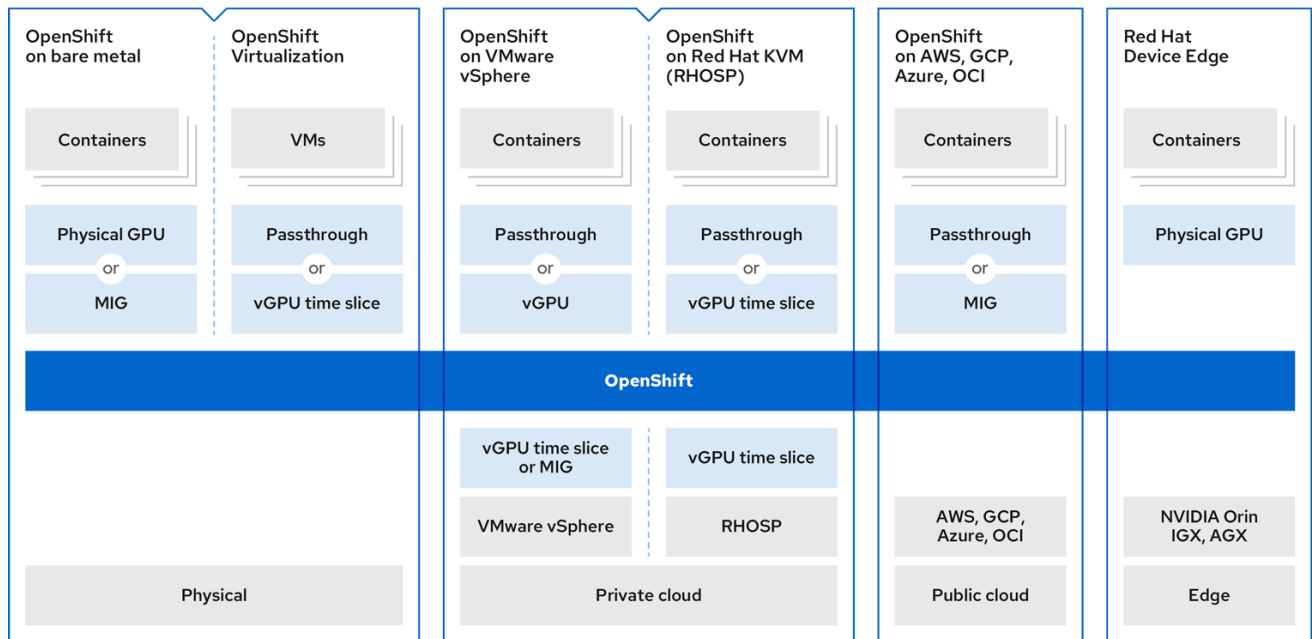 OpenShift
on bare metal
OpenShift
Virtualization
OpenShift
on VMware
vSphere
OpenShift
on Red Hat KVM
(RHOSP)
OpenShift
on AWS, GCP,
Azure, OCI
Red Hat
Device Edge
Containers
VMs
Containers
Containers
Containers
Containers
Physical GPU
Passthrough
Passthrough
Passthrough
Passthrough
Physical GPU
or
or
or
or
or
MIG
vGPU time slice
vGPU
vGPU time slice
MIG
OpenShift
vGPU time slice
or MIG
vGPU time slice
VMware vSphere
RHOSP
AWS, GCP,
Azure, OCI
NVIDIA Orin
IGX, AGX
Physical
Private cloud
Public cloud
Edge